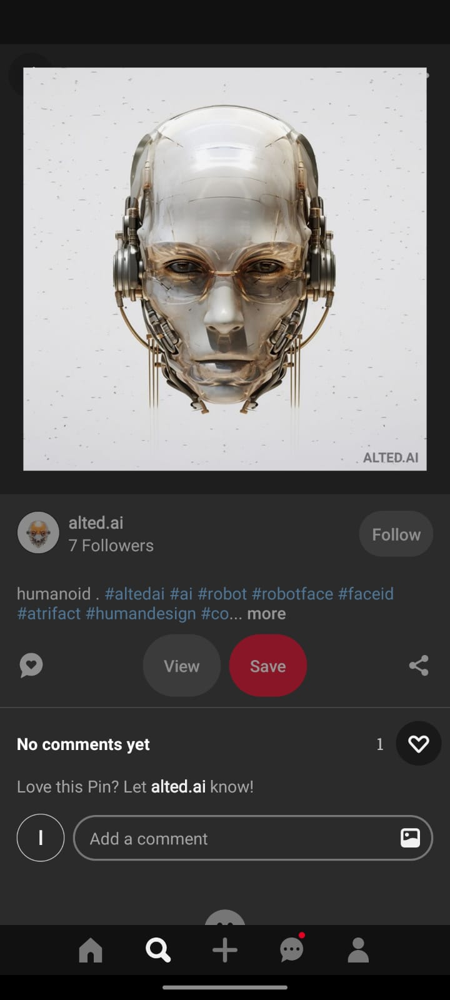 ALTED.AI
alted.ai
7 Followers
Follow
humanoid . #altedai #ai #robot #robotface #faceid
#atrifact #humandesign #co... more
View
Save
No comments yet
1
Love this Pin? Let alted.ai know!
I
Add a comment